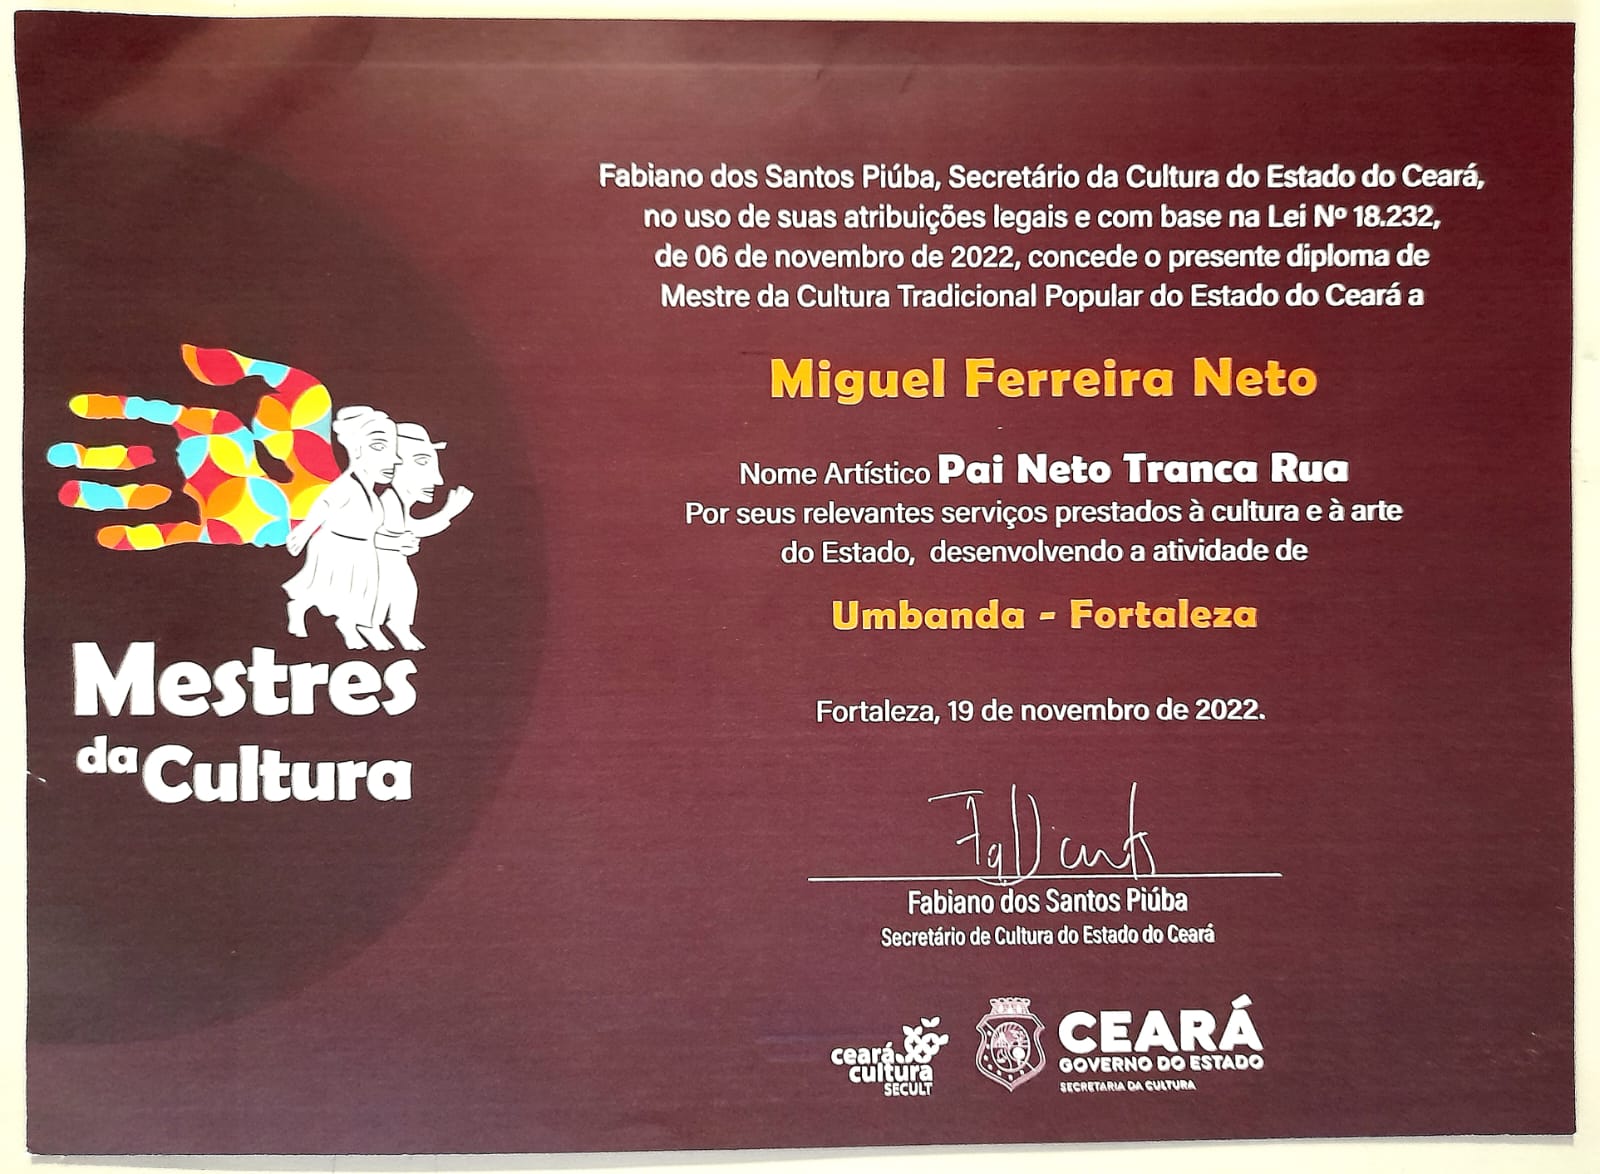 Fabiano dos Santos Piúba, Secretário da Cultura do Estado do Ceará,
no uso de suas atribuições legais e com base na Lei Nº 18.232,
de 06 de novembro de 2022, concede o presente diploma de
Mestre da Cultura Tradicional Popular do Estado do Ceará a
Miguel Ferreira Neto
Nome Artístico Pai Neto Tranca Rua
Por seus relevantes serviços prestados à cultura e à arte
do Estado, desenvolvendo a atividade de
Umbanda - Fortaleza
Fortaleza, 19 de novembro de 2022.
Fabiano dos Santos Piúba
Secretário de Cultura do Estado do Ceará
Mestres
da Cultura
ceará
cultura
SECULT
CEARÁ
GOVERNO DO ESTADO
SECRETARIA DA CULTURA